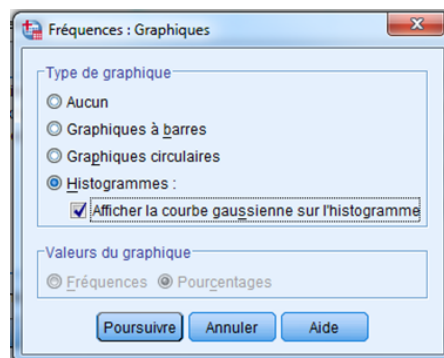 Fréquences : Graphiques
Type de graphique
Aucun
Graphiques à barres
Graphiques circulaires
Histogrammes :
Afficher la courbe gaussienne sur l'histogramme
Valeurs du graphique
Fréquences Pourcentages
Poursuivre Annuler Aide